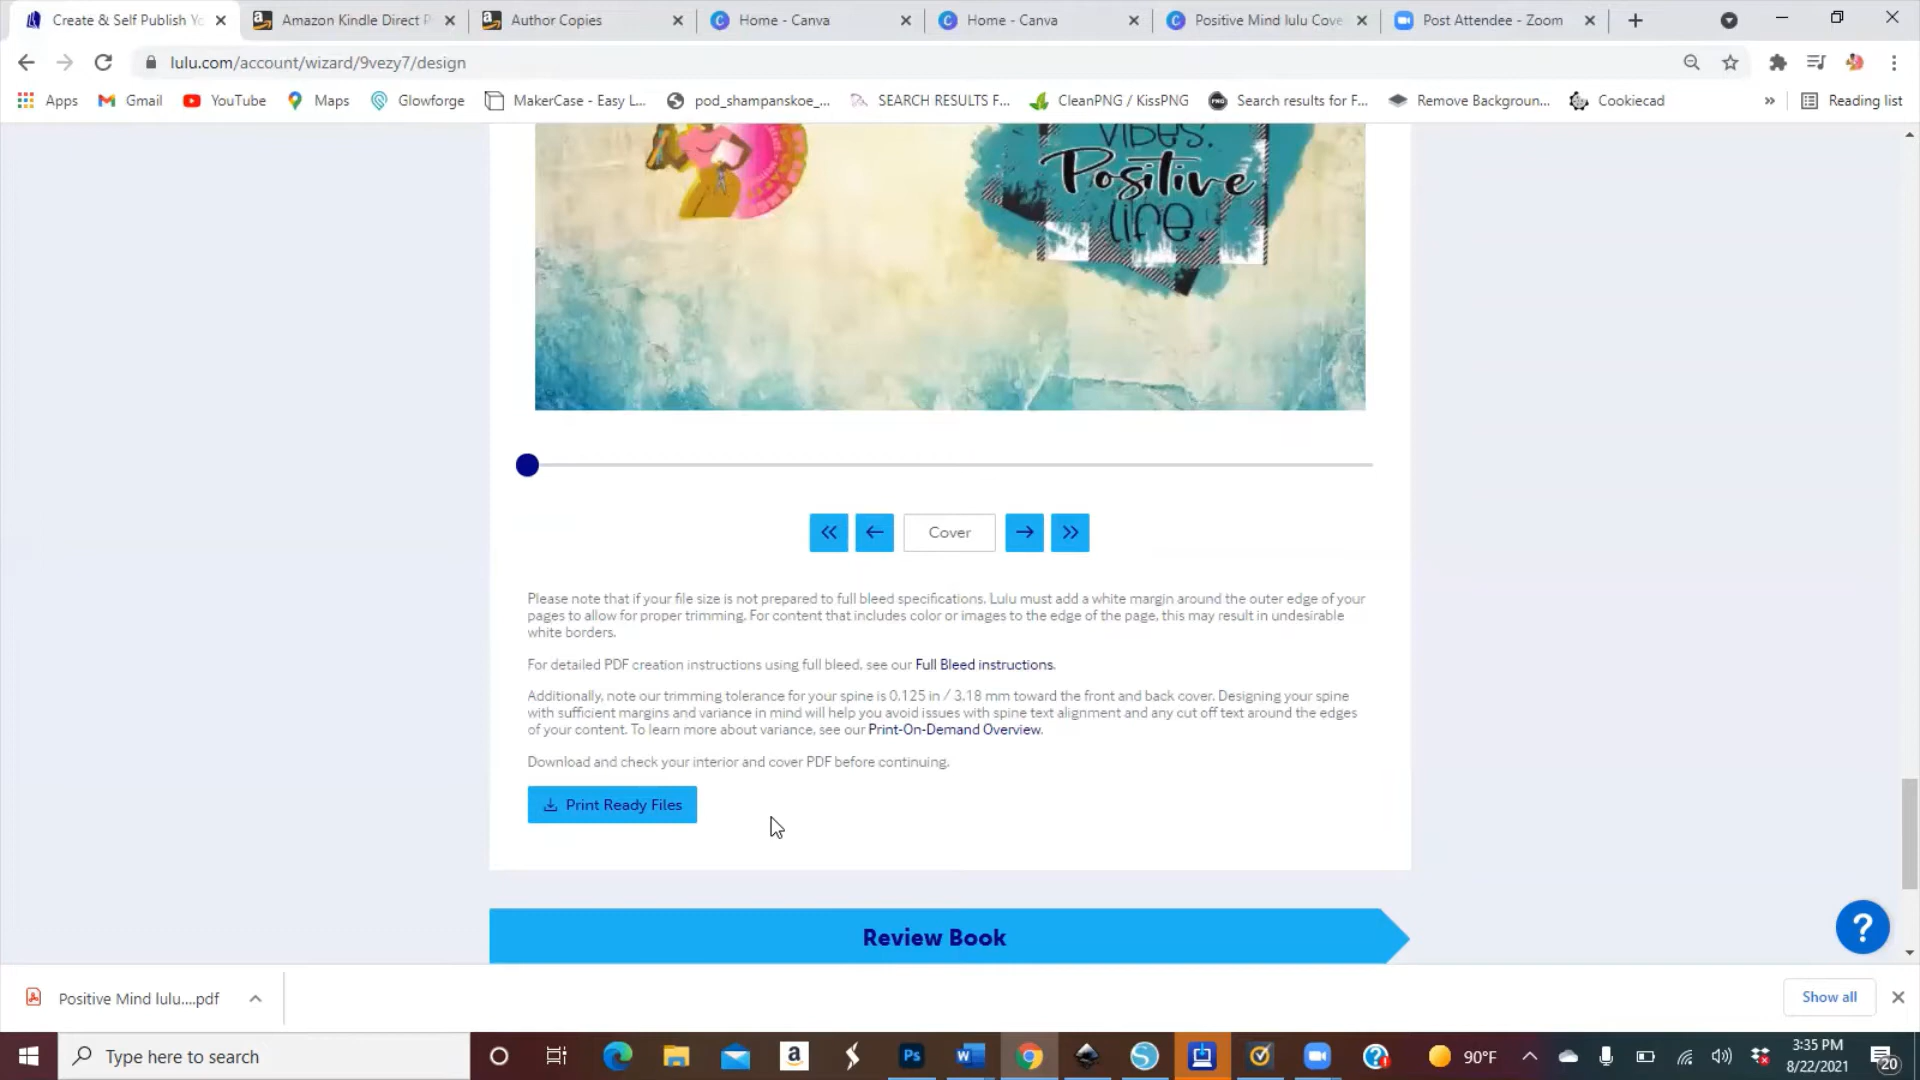 Create & Self Publish Yo
Amazon Kindle Direct P
Author Copies
Home - Canva
Home - Canva
Positive Mind lulu Cove
Post Attendee - Zoom
lulu.com/account/wizard/9vezy7/design
Apps
Gmail
YouTube
Maps
Glowforge
MakerCase - Easy L...
pod_shampanskoe_...
SEARCH RESULTS F...
CleanPNG / KissPNG
Search results for F...
Remove Backgroun...
Cookiecad
Reading list
VIBES.
Positive
life.
Cover
Please note that if your file size is not prepared to full bleed specifications, Lulu must add a white margin around the outer edge of your
pages to allow for proper trimming. For content that includes color or images to the edge of the page, this may result in undesirable
white borders.
For detailed PDF creation instructions using full bleed, see our Full Bleed instructions.
Additionally, note our trimming tolerance for your spine is 0.125 in / 3.18 mm toward the front and back cover. Designing your spine
with sufficient margins and variance in mind will help you avoid issues with spine text alignment and any cut off text around the edges
of your content. To learn more about variance, see our Print-On-Demand Overview.
Download and check your interior and cover PDF before continuing.
Print Ready Files
Review Book
?
Positive Mind lulu....pdf
Show all
Type here to search
Ps
90°F
3:35 PM
8/22/2021
20